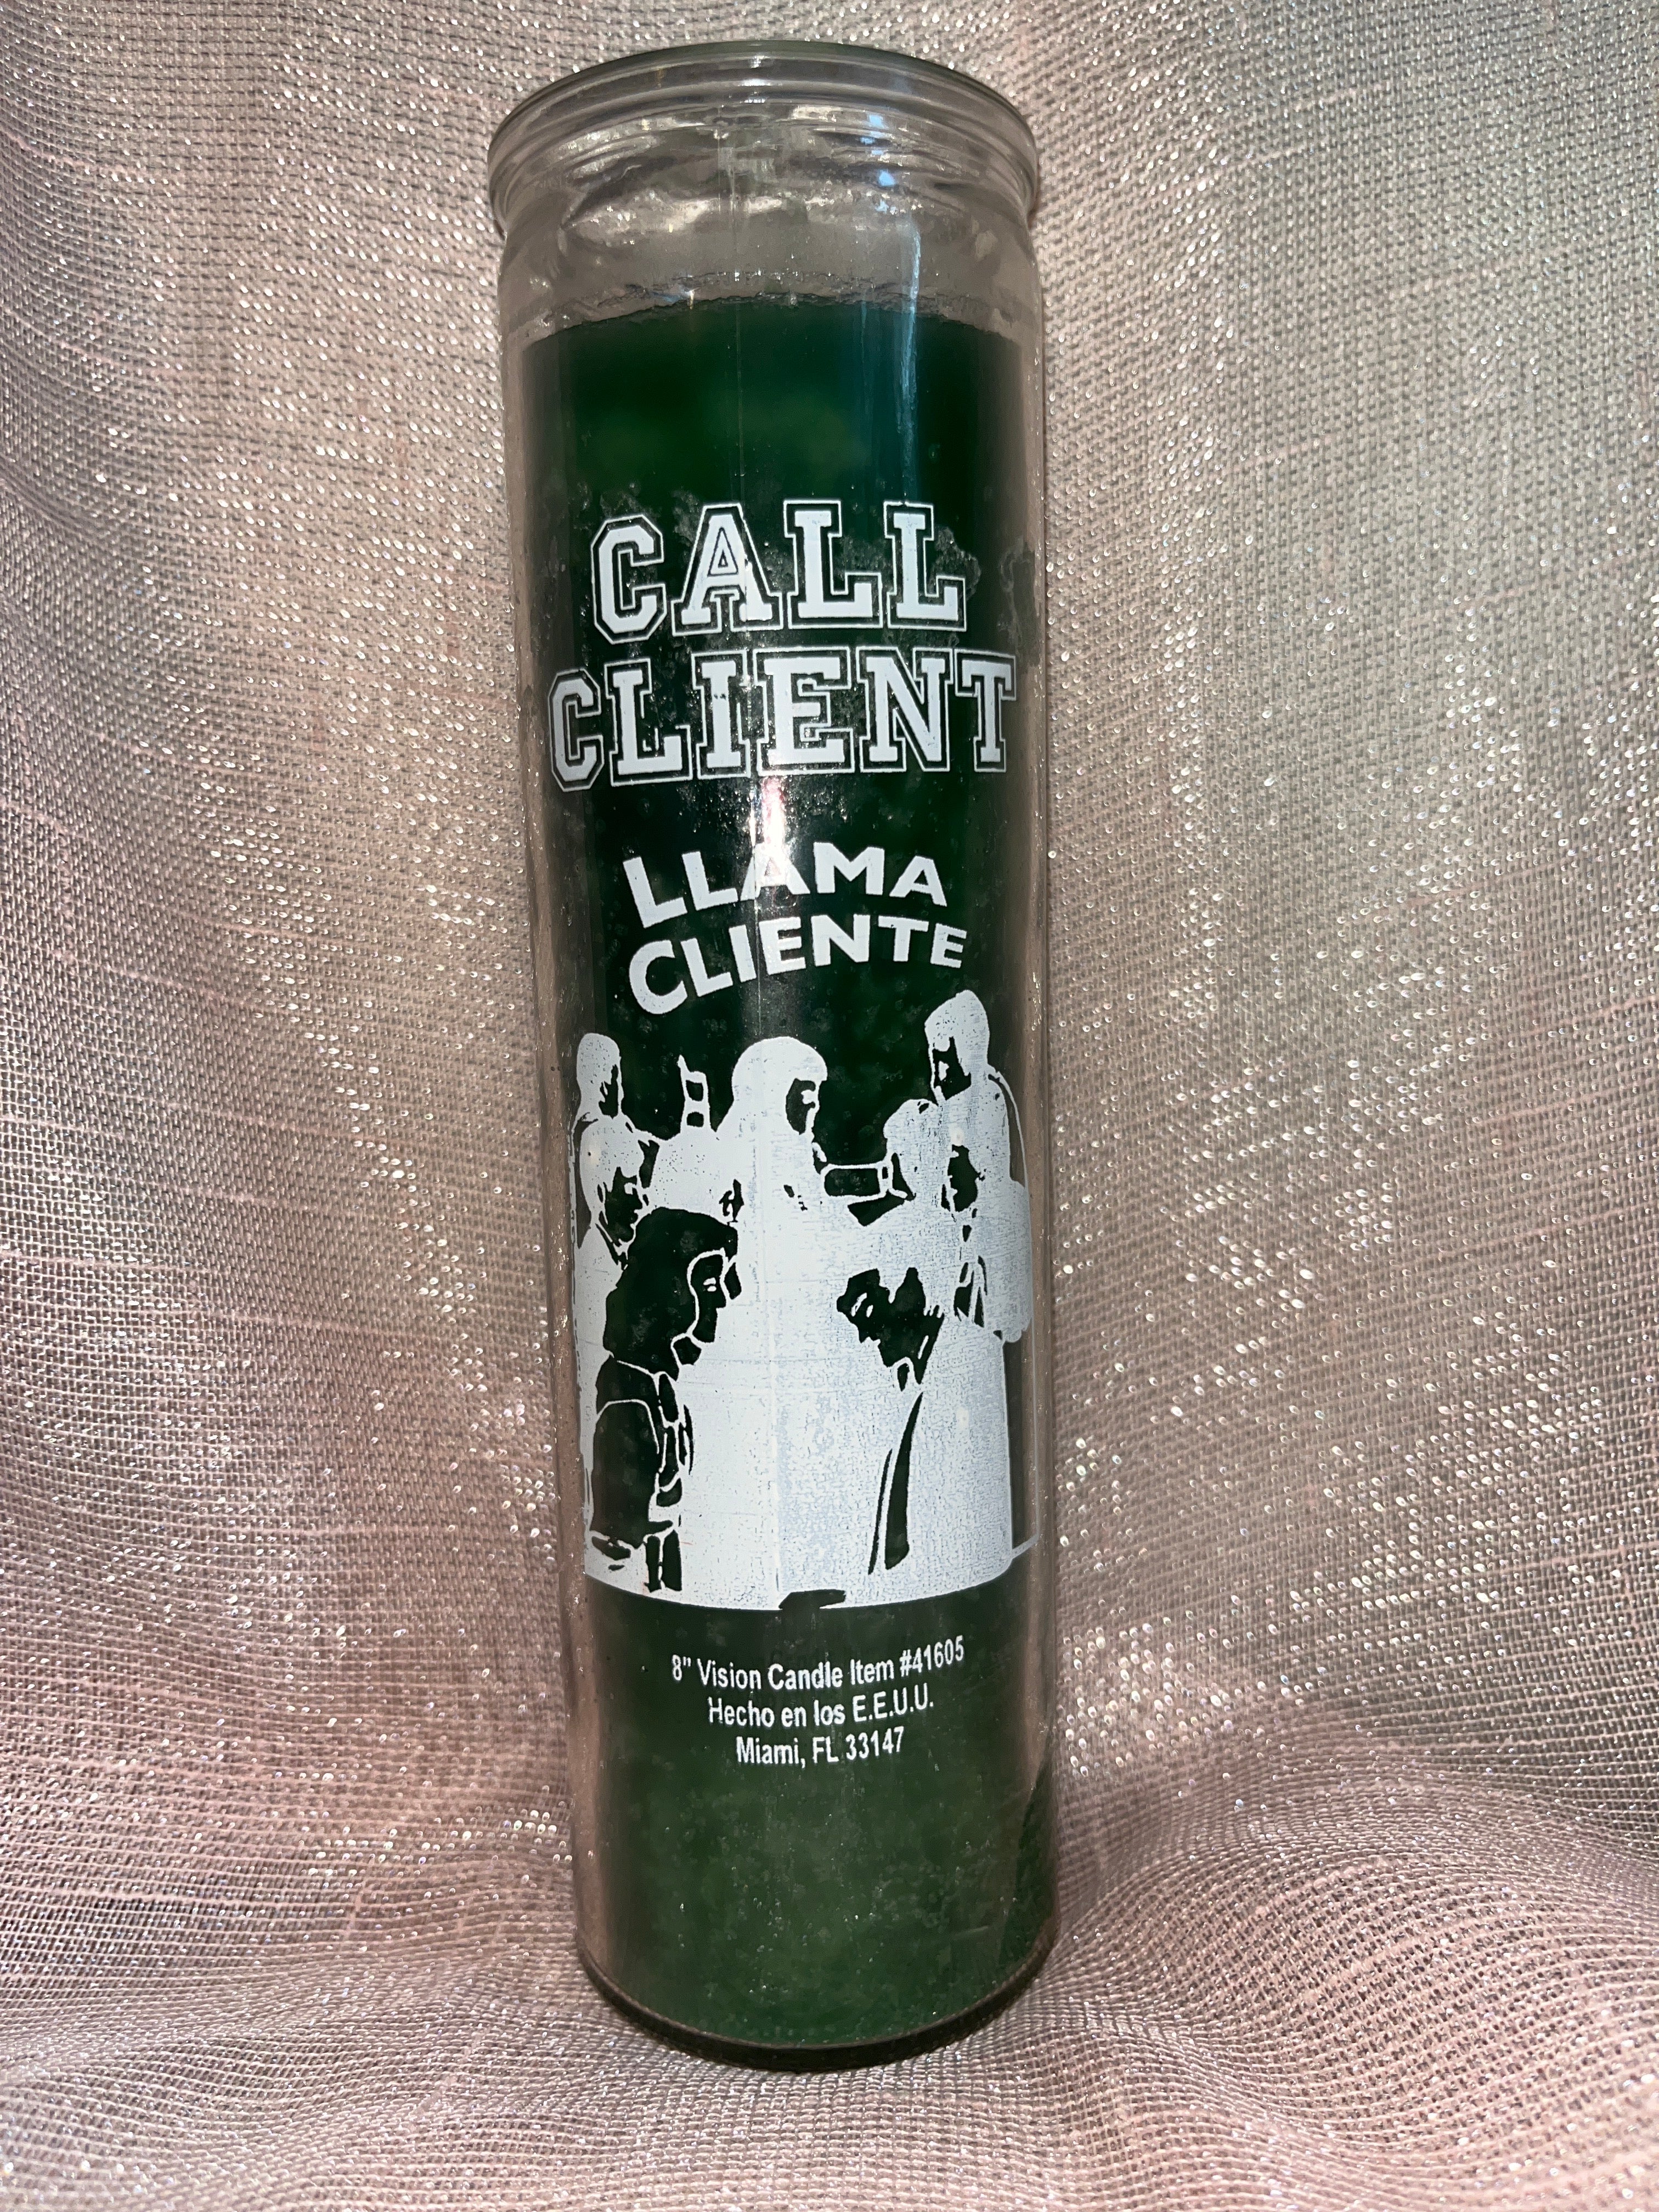 CALL
CLIENT
LLAMA
CLIENTE
8" Vision Candle Item #41605
Hecho en los E.E.U.U.
Miami, FL 33147